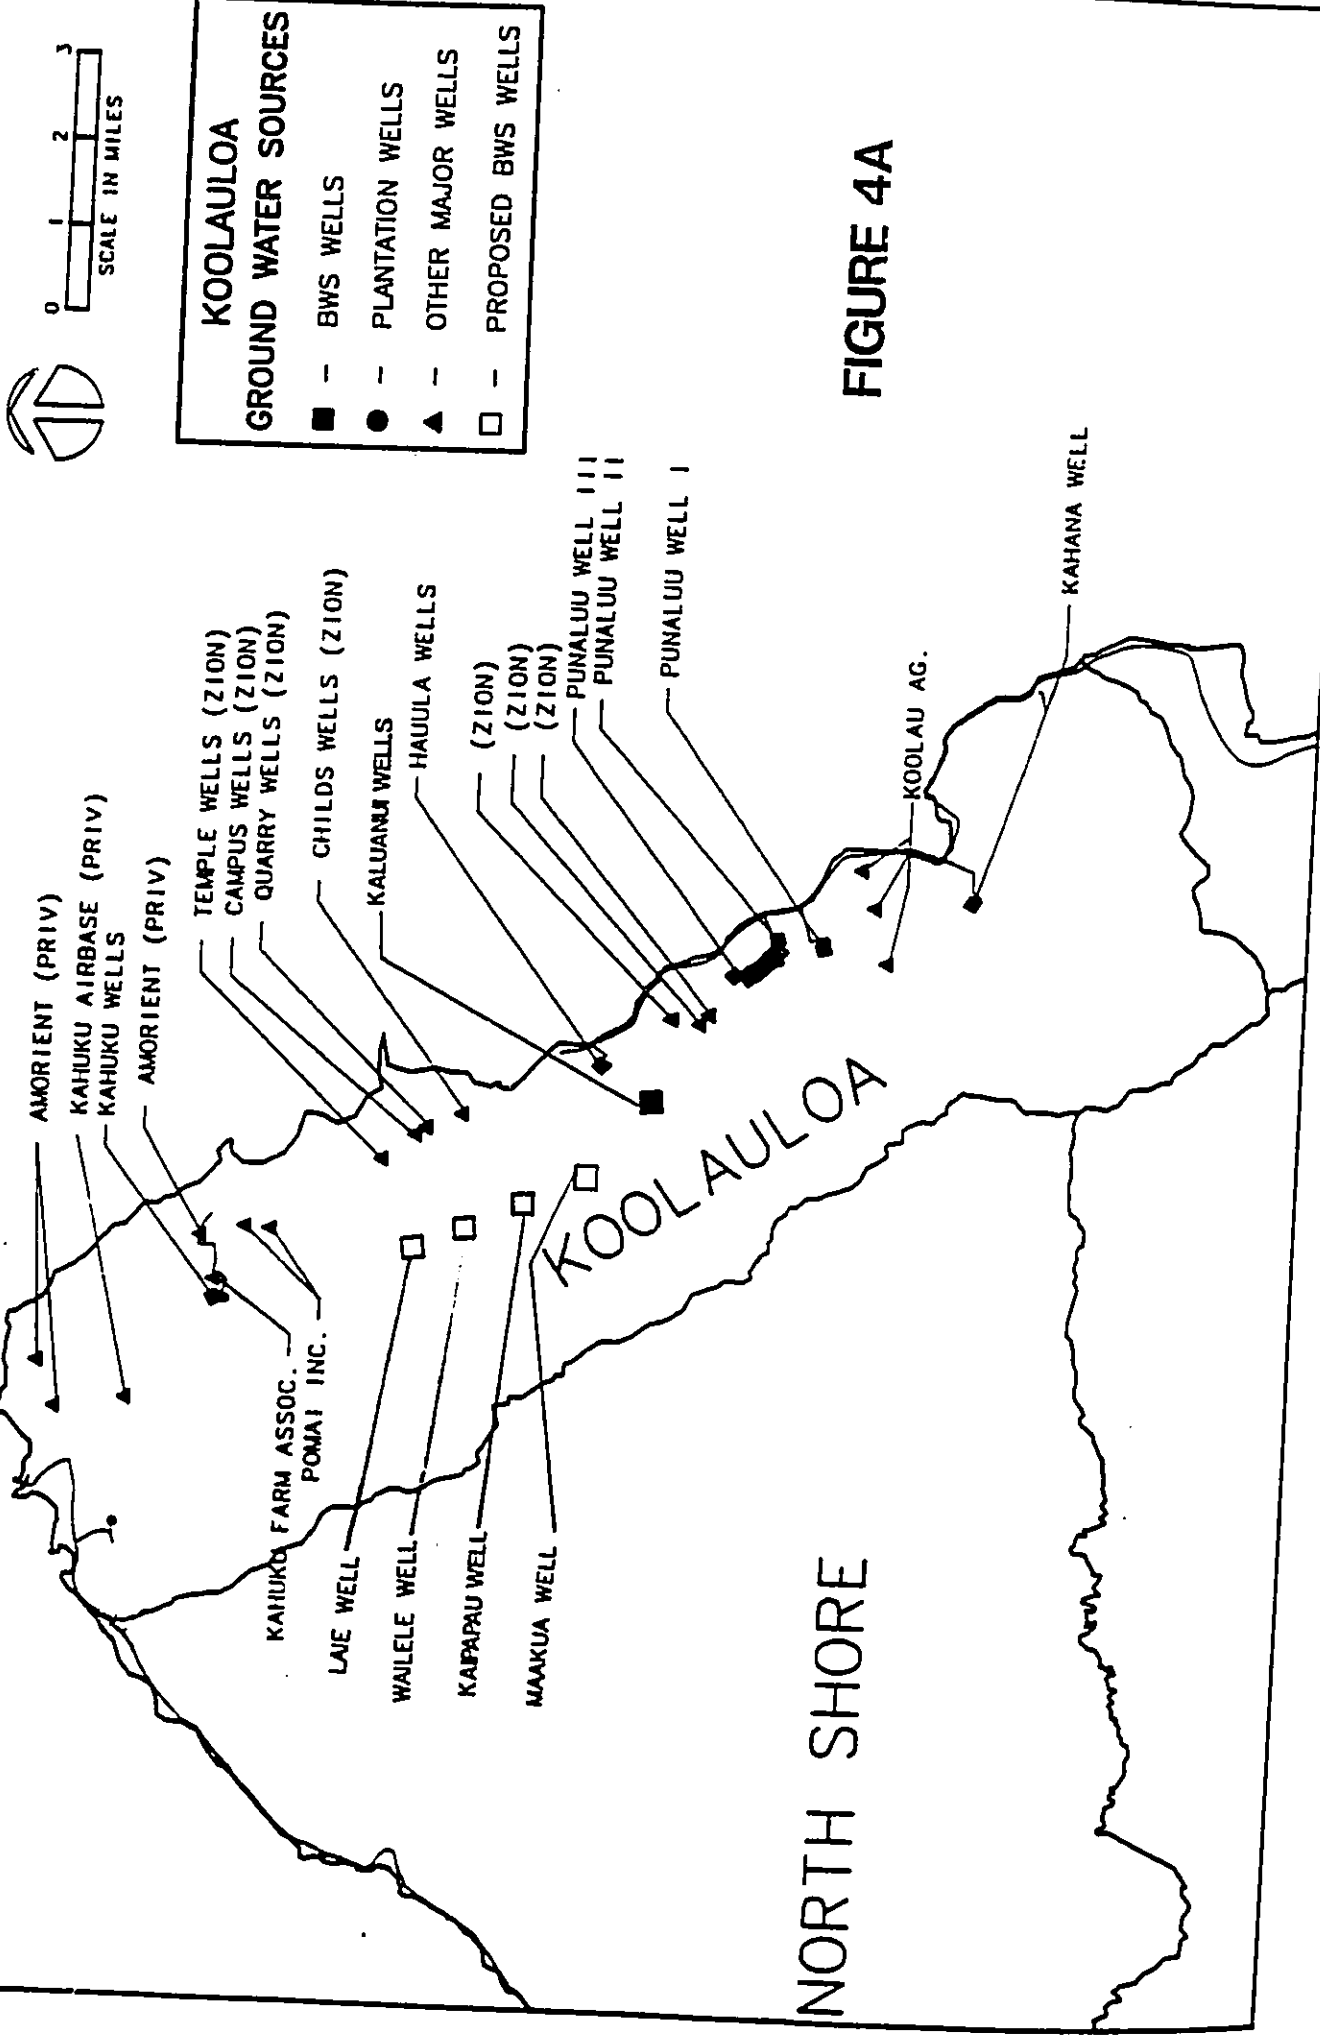 0 1 2 3
SCALE IN MILES
KOOLAULOA
GROUND WATER SOURCES
■ – BWS WELLS
● – PLANTATION WELLS
▲ – OTHER MAJOR WELLS
□ – PROPOSED BWS WELLS
AMORIENT (PRIV)
KAHUKU AIRBASE (PRIV)
KAHUKU WELLS
AMORIENT (PRIV)
TEMPLE WELLS (ZION)
CAMPUS WELLS (ZION)
QUARRY WELLS (ZION)
CHILDS WELLS (ZION)
KALUANUI WELLS
HAUULA WELLS
(ZION)
(ZION)
(ZION)
PUNALUU WELL III
PUNALUU WELL II
PUNALUU WELL I
KOOLAU AG.
KAHANA WELL
KAHUKU FARM ASSOC.
POMAI INC.
LAIE WELL
WAILELE WELL
KAIPAPAU WELL
MAAKUA WELL
KOOLAULOA
NORTH SHORE
FIGURE 4A